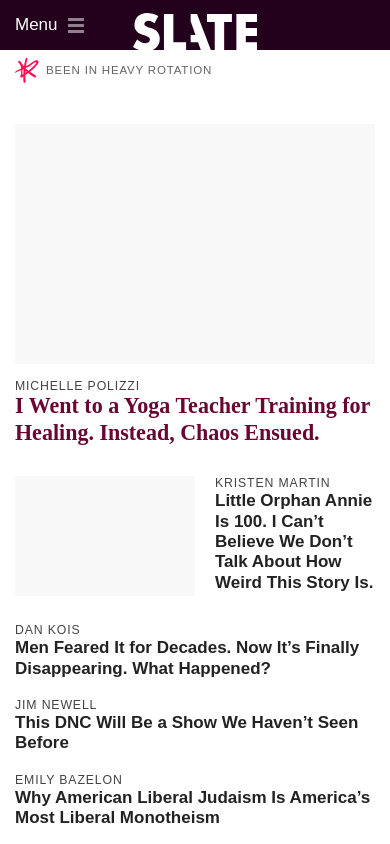 Menu
SLATE
BEEN IN HEAVY ROTATION
MICHELLE POLIZZI
I Went to a Yoga Teacher Training for
Healing. Instead, Chaos Ensued.
KRISTEN MARTIN
Little Orphan Annie
Is 100. I Can’t
Believe We Don’t
Talk About How
Weird This Story Is.
DAN KOIS
Men Feared It for Decades. Now It’s Finally
Disappearing. What Happened?
JIM NEWELL
This DNC Will Be a Show We Haven’t Seen
Before
EMILY BAZELON
Why American Liberal Judaism Is America’s
Most Liberal Monotheism